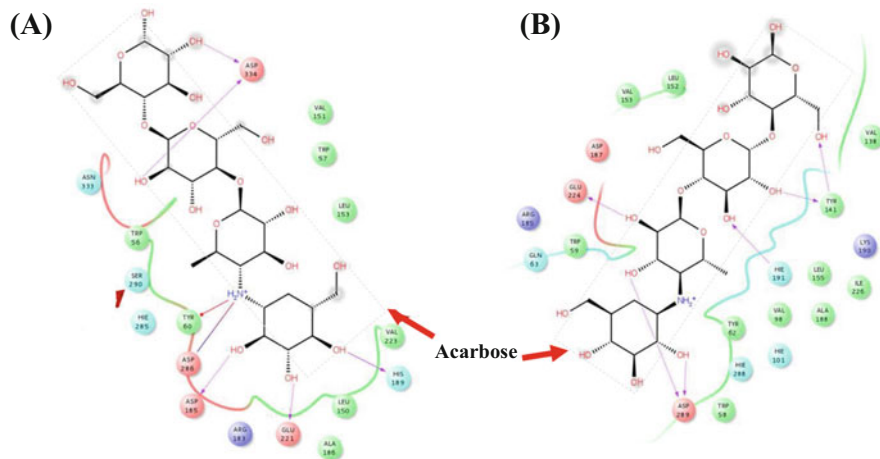 (A)
OH
OH
O
HO
OH
O
ASP
334
O
OH
HO
OH
O
VAL
151
TRP
57
ASN
333
OH
O
OH
LEU
153
TRP
56
SER
290
HIE
285
H₂N⁺
OH
TYR
60
HO
OH
OH
ASP
286
VAL
223
HIS
189
ASP
185
ARG
183
GLU
221
LEU
150
ALA
186
Acarbose
(B)
OH
HO
O
HO
O
OH
LEU
152
VAL
153
ASP
187
HO
O
O
OH
OH
O
VAL
138
GLU
224
ARG
185
GLN
63
TRP
59
HO
O
O
HO
NH₂⁺
TYR
141
LYS
190
HIE
191
LEU
155
ILE
226
VAL
98
ALA
188
TYR
62
HIE
288
HIE
101
HO
HO
OH
OH
ASP
289
TRP
58